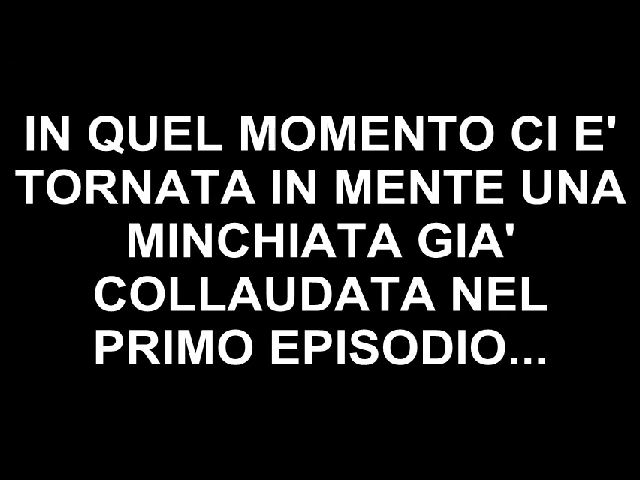 IN QUEL MOMENTO CI E'
TORNATA IN MENTE UNA
MINCHIATA GIA'
COLLAUDATA NEL
PRIMO EPISODIO...